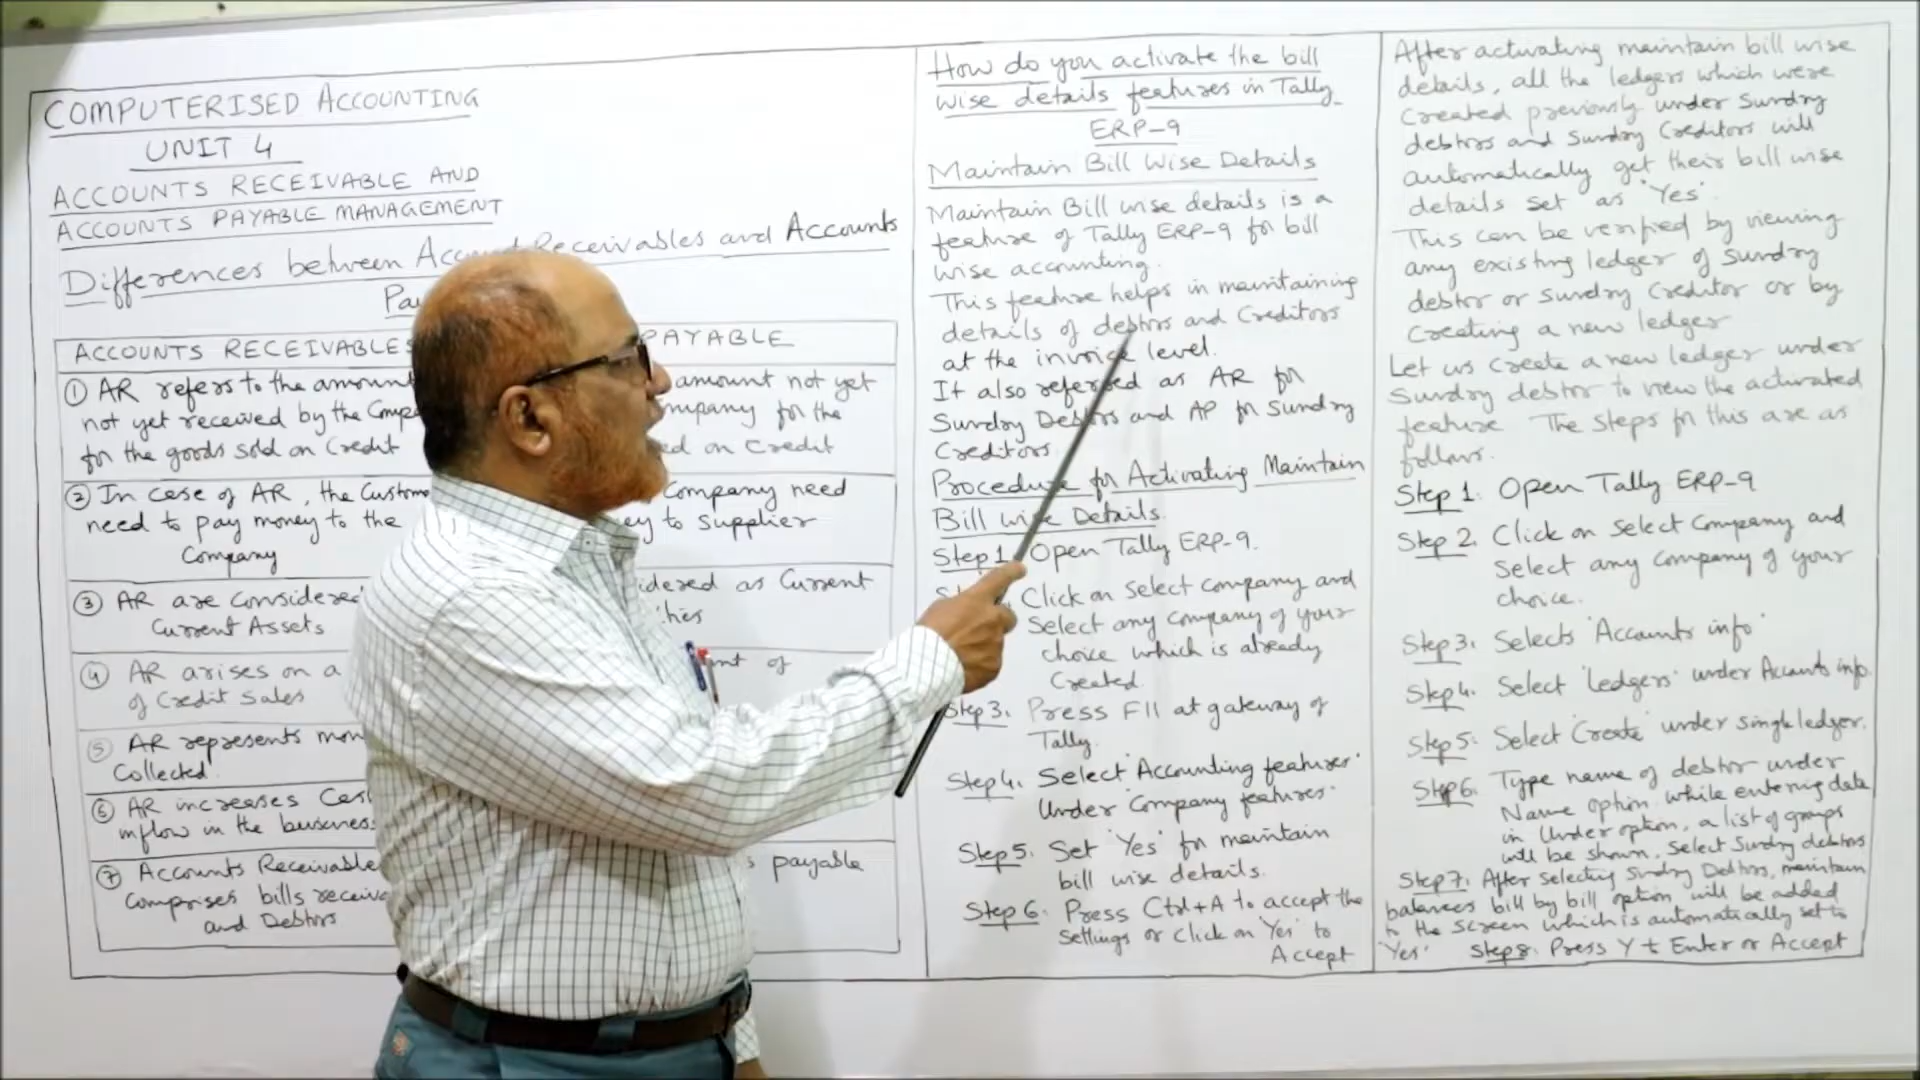 COMPUTERISED ACCOUNTING
UNIT 4
ACCOUNTS RECEIVABLE AND
ACCOUNTS PAYABLE MANAGEMENT
Differences between Receivables and Accounts
ACCOUNTS RECEIVABLES
① AR refers to the amount
not yet received by the
for the goods sold on Credit
② In case of AR, the
need to pay money to the
Company
③ AR are
Current Assets
④ AR arises on a
of Credit Sales
⑤ AR represents
Collected
⑥ AR increases
inflow in the
⑦ Accounts
Comprises bills
and Debtors
PAYABLE
amount not yet
for the
on Credit
Company need
to supplier
as Current
of
payable
How do you activate the bill
wise details features in Tally
ERP-9
Maintain Bill Wise Details
Maintain Bill wise details is a
feature of Tally ERP-9 for bill
wise accounting.
This feature helps in maintaining
details of debtors and Creditors
at the invoice level.
It also referred as AR for
Sundry Debtors and AP for Sundry
Creditors.
Procedure for Activating Maintain
Bill wise Details
Step 1. Open Tally ERP-9.
Click on Select Company and
Select any company of your
choice which is already
Created.
Step 3. Press F11 at gateway of
Tally.
Step 4. Select 'Accounting features'
Under 'Company features'
Step 5. Set 'Yes' for maintain
bill wise details.
Step 6. Press Ctrl+A to accept the
settings or click on 'Yes' to
Accept
After activating maintain bill wise
details, all the ledgers which were
created previously under Sundry
debtors and Sundry Creditors will
automatically get their bill wise
details set as 'Yes'.
This can be verified by viewing
any existing ledger of Sundry
debtor or Sundry Creditor or by
Creating a new ledger
Let us create a new ledger under
Sundry debtor to view the activated
feature. The Steps for this are as
follows.
Step 1. Open Tally ERP-9
Step 2. Click on Select Company and
Select any Company of your
choice.
Step 3. Selects 'Accounts info'
Step 4. Select 'Ledgers' under Accounts info.
Step 5. Select 'Create' under single ledger.
Step 6. Type name of debtor under
Name option while entering data
in Under option, a list of groups
will be shown. Select Sundry debtors
Step 7. After selecting Sundry Debtors, maintain
balances bill by bill option will be added
to the screen which is automatically set to
'Yes' Step 8. Press Y or Enter or Accept